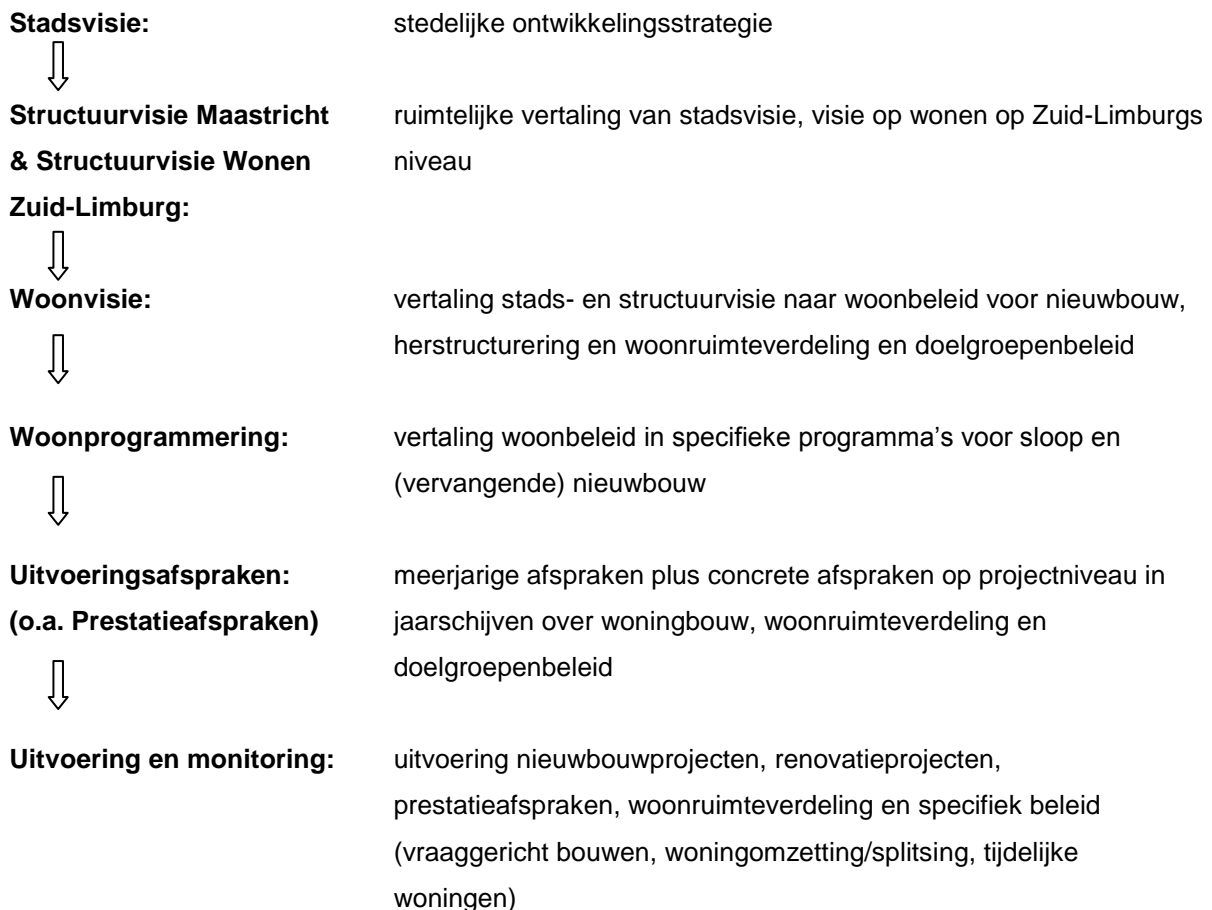 Stadsvisie: stedelijke ontwikkelingsstrategie
Structuurvisie Maastricht ruimtelijke vertaling van stadsvisie, visie op wonen op Zuid-Limburgs
& Structuurvisie Wonen niveau
Zuid-Limburg:
Woonvisie: vertaling stads- en structuurvisie naar woonbeleid voor nieuwbouw,
herstructurering en woonruimteverdeling en doelgroepenbeleid
Woonprogrammering: vertaling woonbeleid in specifieke programma's voor sloop en
(vervangende) nieuwbouw
Uitvoeringsafspraken: meerjarige afspraken plus concrete afspraken op projectniveau in
(o.a. Prestatieafspraken) jaarschijven over woningbouw, woonruimteverdeling en
doelgroepenbeleid
Uitvoering en monitoring: uitvoering nieuwbouwprojecten, renovatieprojecten,
prestatieafspraken, woonruimteverdeling en specifiek beleid
(vraaggericht bouwen, woningomzetting/splitsing, tijdelijke
woningen)